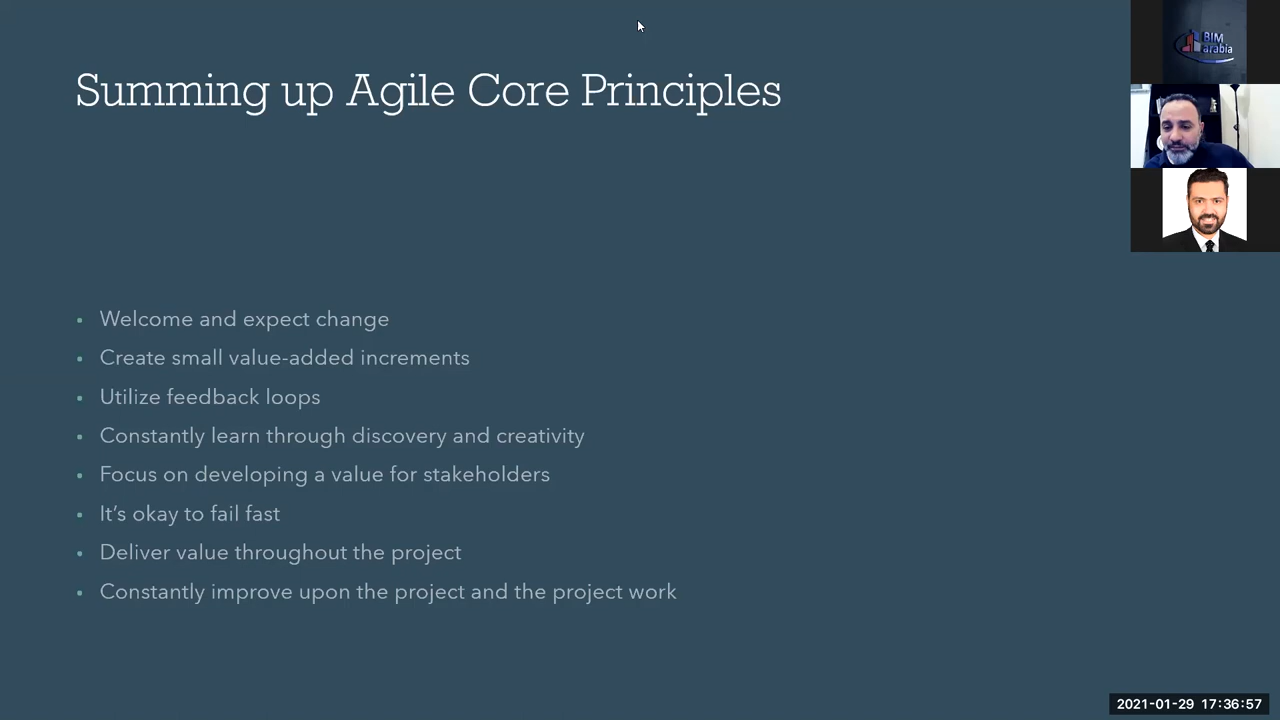 Summing up Agile Core Principles
BIM
arabia
Welcome and expect change
Create small value-added increments
Utilize feedback loops
Constantly learn through discovery and creativity
Focus on developing a value for stakeholders
It’s okay to fail fast
Deliver value throughout the project
Constantly improve upon the project and the project work
2021-01-29 17:36:57